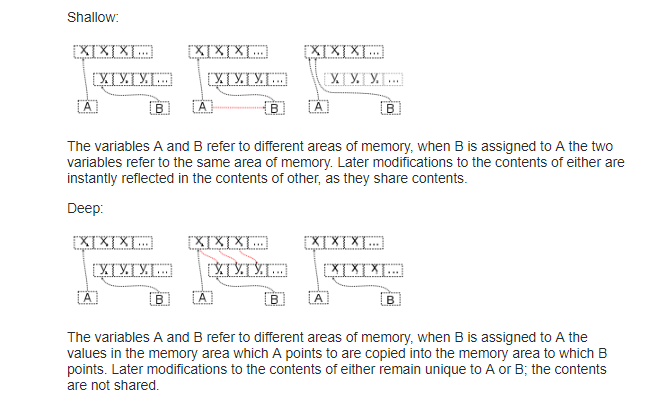 Shallow:
X X X ... X X X ... X X X ...
Y Y Y ... Y Y Y ... Y Y Y ...
A B A B A B
The variables A and B refer to different areas of memory, when B is assigned to A the two
variables refer to the same area of memory. Later modifications to the contents of either are
instantly reflected in the contents of other, as they share contents.
Deep:
X X X ... X X X ... X X X ...
Y Y Y ... Y Y Y ... X X X ...
A B A B A B
The variables A and B refer to different areas of memory, when B is assigned to A the
values in the memory area which A points to are copied into the memory area to which B
points. Later modifications to the contents of either remain unique to A or B; the contents
are not shared.